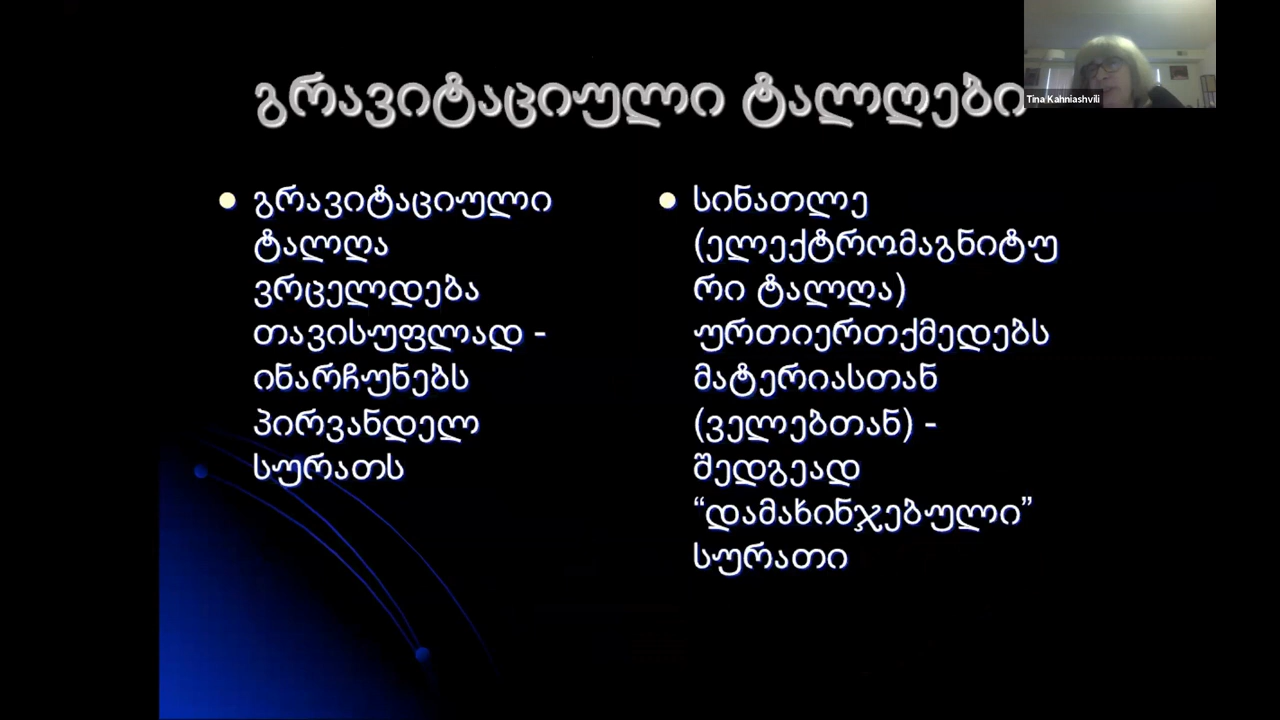 გრავიტაციული ტალღები
Tina Kahniashvili
გრავიტაციული
ტალღა
ვრცელდება
თავისუფლად -
ინარჩუნებს
პირვანდელ
სურათს
სინათლე
(ელექტრომაგნიტუ
რი ტალღა)
ურთიერთქმედებს
მატერიასთან
(ველებთან) -
შედგეად
“დამახინჯებული”
სურათი